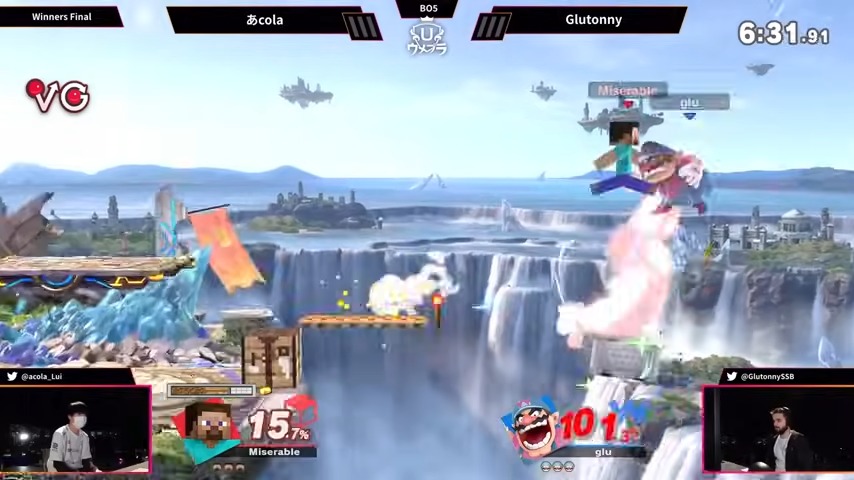 Winners Final
あcola
BO5
U
ウメブラ
Glutonny
6:31.91
VG
Miserable
glu
@acola_Lui
@GlutonnySSB
15.7%
101
Miserable
glu